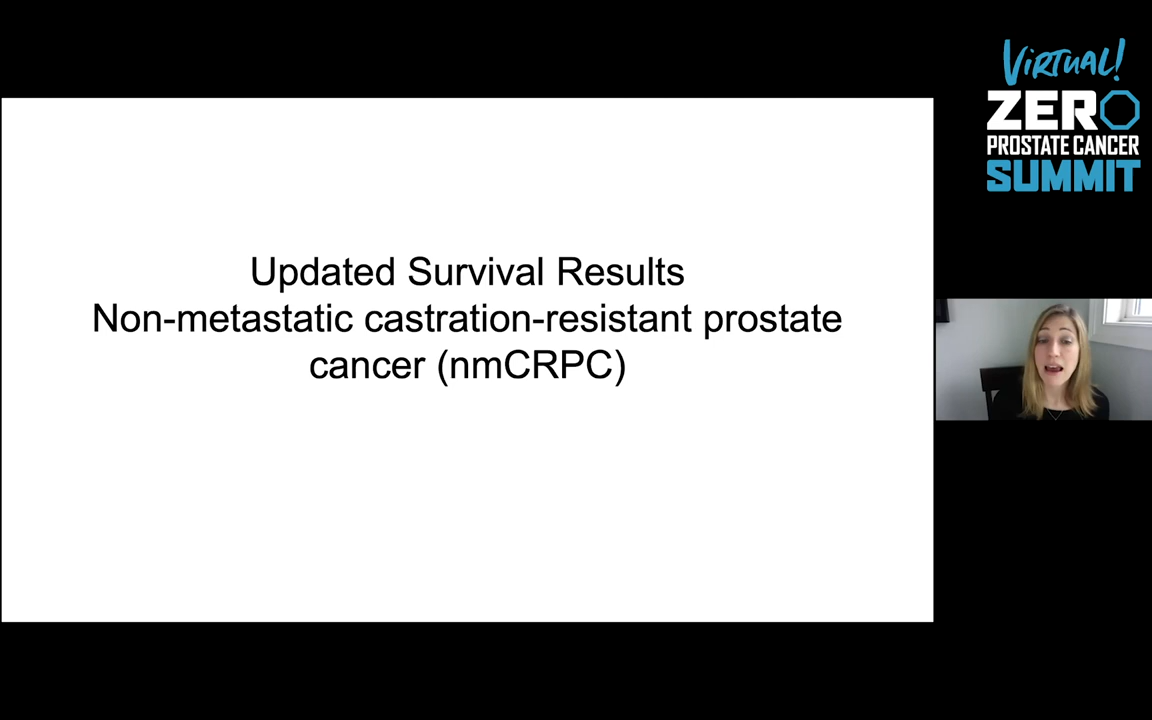 Virtual!
ZERO
PROSTATE CANCER
SUMMIT
Updated Survival Results
Non-metastatic castration-resistant prostate
cancer (nmCRPC)